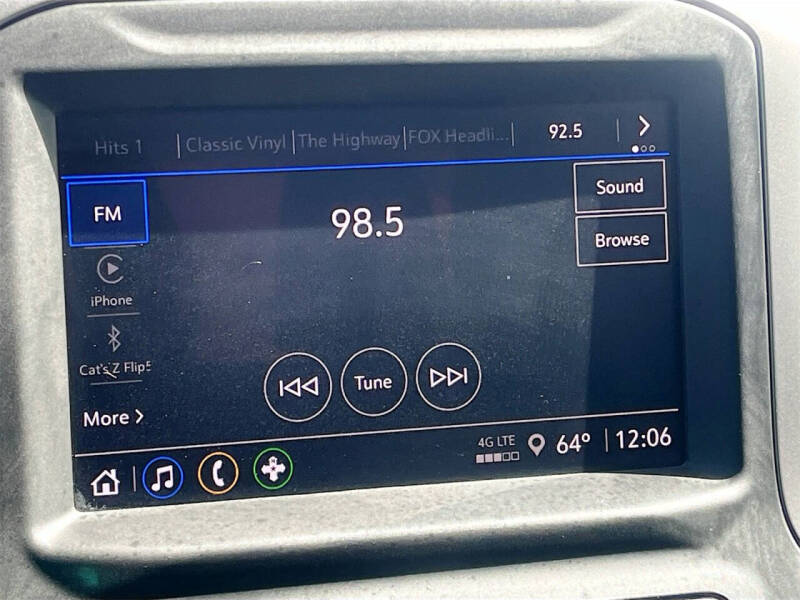 Hits 1 Classic Vinyl The Highway FOX Headli... 92.5
FM
98.5
Sound
Browse
iPhone
Cat's Z Flip5
More
Tune
4G LTE
64°
12:06